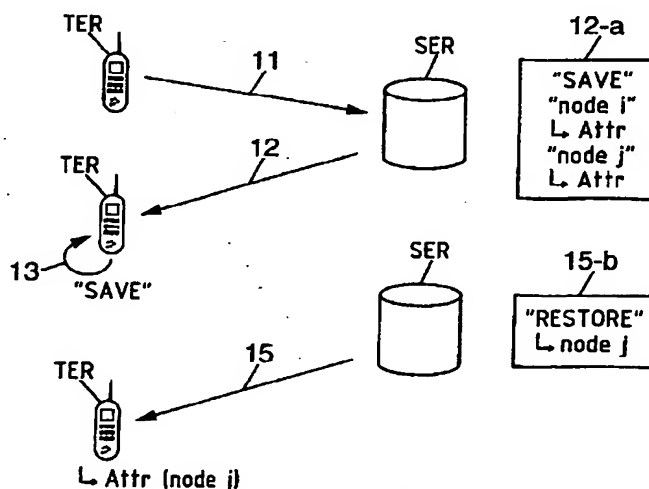 TER
11
SER
12-a
"SAVE"
"node i"
↳ Attr
"node j"
↳ Attr
TER
12
13
"SAVE"
SER
15-b
"RESTORE"
↳ node j
TER
15
↳ Attr (node j)